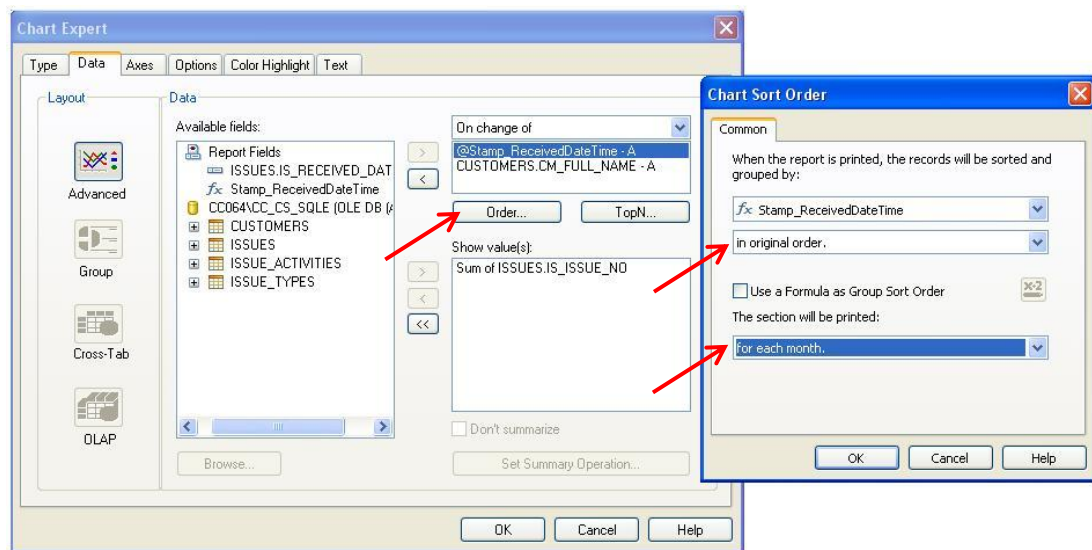 Chart Expert
Type
Data
Axes
Options
Color Highlight
Text
Layout
Advanced
Group
Cross-Tab
OLAP
Data
Available fields:
Report Fields
ISSUES.IS_RECEIVED_DAT
fx Stamp_ReceivedDateTime
CC064\CC_CS_SQLE (OLE DB (A
CUSTOMERS
ISSUES
ISSUE_ACTIVITIES
ISSUE_TYPES
Browse...
>
<
On change of
@Stamp_ReceivedDateTime - A
CUSTOMERS.CM_FULL_NAME - A
Order...
TopN...
Show value(s):
>
<
<<
Sum of ISSUES.IS_ISSUE_NO
Don't summarize
Set Summary Operation...
OK
Cancel
Help
Chart Sort Order
Common
When the report is printed, the records will be sorted and
grouped by:
fx Stamp_ReceivedDateTime
in original order.
Use a Formula as Group Sort Order
x-2
The section will be printed:
for each month.
OK
Cancel
Help